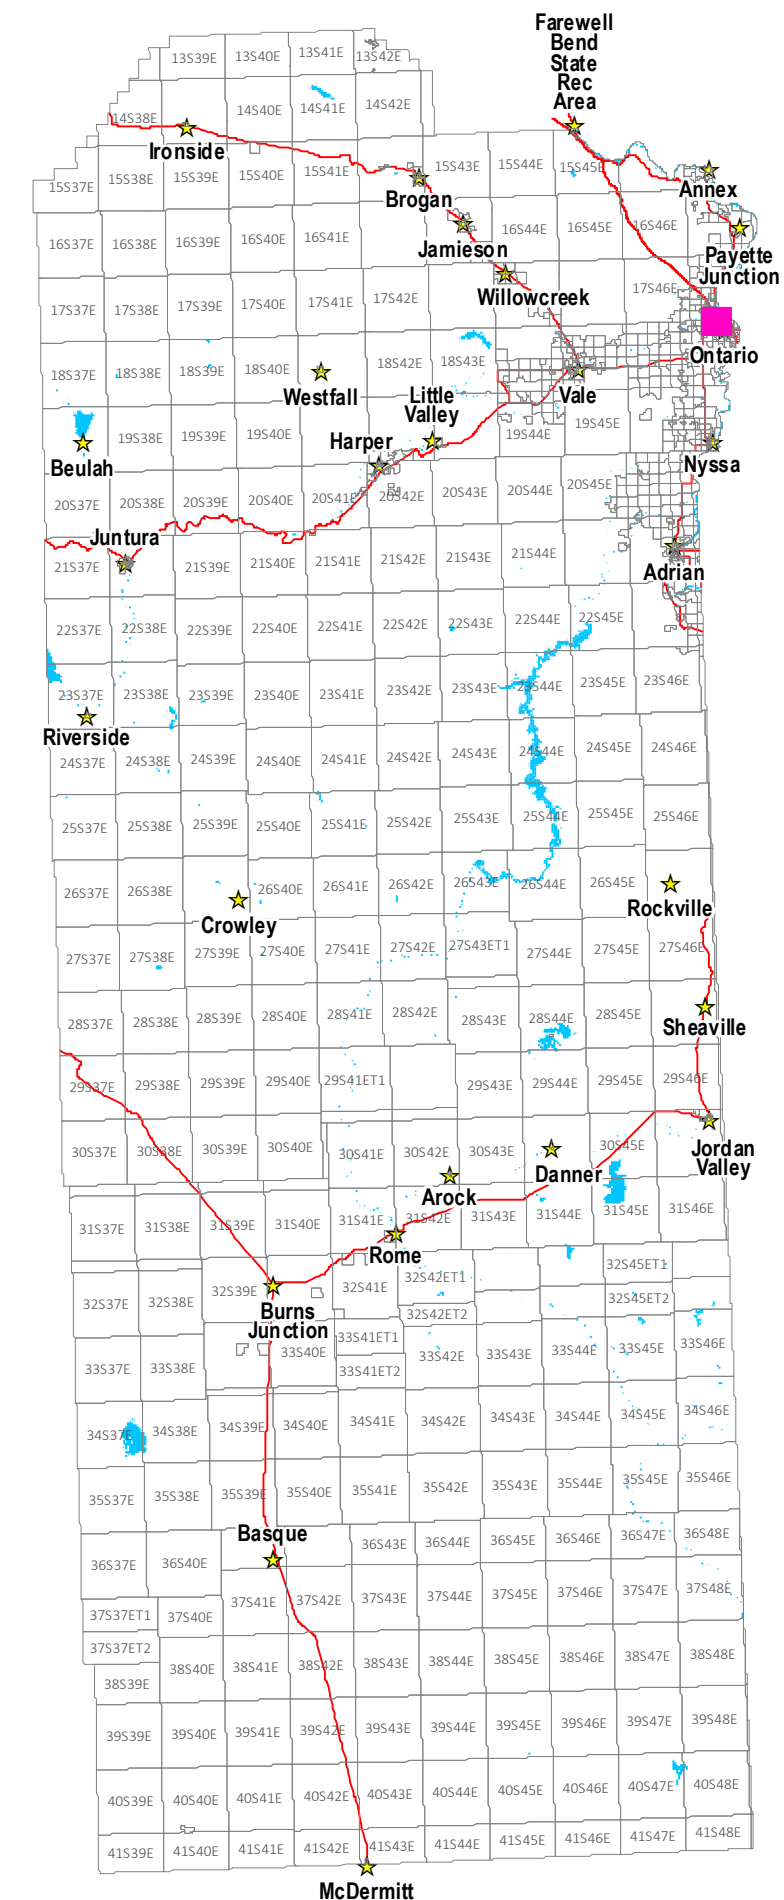 Farewell
Bend
State
Rec
Area
13S39E 13S40E 13S41E 13S42E
14S38E 14S40E 14S41E 14S42E
Ironside
15S37E 15S38E 15S39E 15S40E 15S41E 15S43E 15S44E 15S45E
Brogan
Annex
16S37E 16S38E 16S39E 16S40E 16S41E 16S44E 16S45E 16S46E
Jamieson
Payette
Junction
17S37E 17S38E 17S39E 17S40E 17S41E 17S42E 17S46E
Willowcreek
Ontario
18S37E 18S38E 18S39E 18S40E 18S42E 18S43E
Westfall
Little
Valley
Vale
19S38E 19S39E 19S40E 19S44E 19S45E
Harper
Beulah
Nyssa
20S37E 20S38E 20S39E 20S40E 20S41E 20S42E 20S43E 20S44E 20S45E
Juntura
21S37E 21S39E 21S40E 21S41E 21S42E 21S43E 21S44E
Adrian
22S37E 22S38E 22S39E 22S40E 22S41E 22S42E 22S43E 22S44E 22S45E
23S37E 23S38E 23S39E 23S40E 23S41E 23S42E 23S43E 23S44E 23S45E 23S46E
Riverside
24S37E 24S38E 24S39E 24S40E 24S41E 24S42E 24S43E 24S44E 24S45E 24S46E
25S37E 25S38E 25S39E 25S40E 25S41E 25S42E 25S43E 25S44E 25S45E 25S46E
26S37E 26S38E 26S40E 26S41E 26S42E 26S43E 26S44E 26S45E
Rockville
Crowley
27S37E 27S38E 27S39E 27S40E 27S41E 27S42E 27S43ET1 27S44E 27S45E 27S46E
28S37E 28S38E 28S39E 28S40E 28S41E 28S42E 28S43E 28S44E 28S45E
Sheaville
29S37E 29S38E 29S39E 29S40E 29S41ET1 29S43E 29S44E 29S45E 29S46E
30S37E 30S38E 30S39E 30S40E 30S41E 30S42E 30S43E 30S45E
Jordan
Valley
Danner
Arock
31S37E 31S38E 31S39E 31S40E 31S41E 31S42E 31S43E 31S44E 31S45E 31S46E
Rome
32S37E 32S38E 32S39E 32S41E 32S42ET1 32S45ET1
32S42ET2 32S45ET2
Burns
Junction
33S41ET1
33S37E 33S38E 33S40E 33S41ET2 33S42E 33S43E 33S44E 33S45E 33S46E
34S37E 34S38E 34S39E 34S40E 34S41E 34S42E 34S43E 34S44E 34S45E 34S46E
35S37E 35S38E 35S39E 35S40E 35S41E 35S42E 35S43E 35S44E 35S45E 35S46E
Basque
36S37E 36S40E 36S43E 36S44E 36S45E 36S46E 36S47E 36S48E
37S37ET1 37S40E 37S41E 37S42E 37S43E 37S44E 37S45E 37S46E 37S47E 37S48E
37S37ET2
38S39E 38S40E 38S41E 38S42E 38S43E 38S44E 38S45E 38S46E 38S47E 38S48E
39S39E 39S40E 39S41E 39S42E 39S43E 39S44E 39S45E 39S46E 39S47E 39S48E
40S39E 40S40E 40S41E 40S42E 40S43E 40S44E 40S45E 40S46E 40S47E 40S48E
41S39E 41S40E 41S41E 41S42E 41S43E 41S44E 41S45E 41S46E 41S47E 41S48E
McDermitt